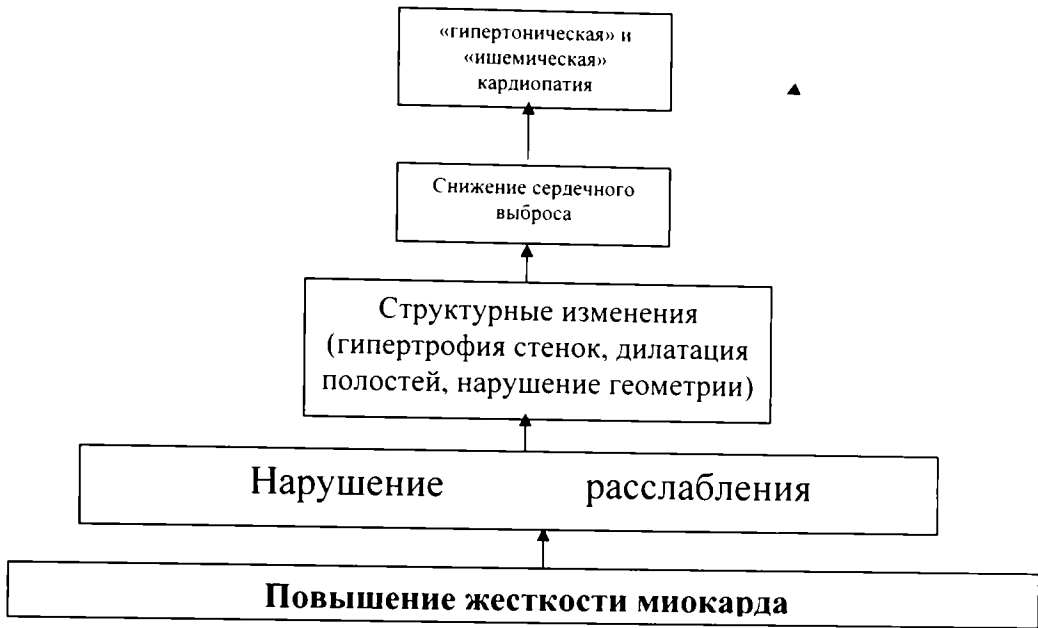 «гипертоническая» и
«ишемическая»
кардиопатия
Снижение сердечного
выброса
Структурные изменения
(гипертрофия стенок, дилатация
полостей, нарушение геометрии)
Нарушение расслабления
Повышение жесткости миокарда